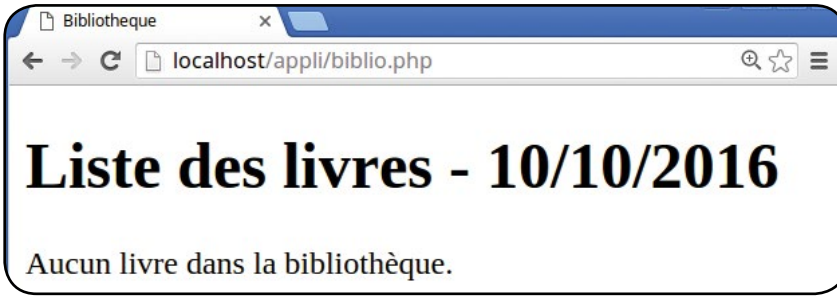 Bibliotheque
localhost/appli/biblio.php
Liste des livres - 10/10/2016
Aucun livre dans la bibliothèque.